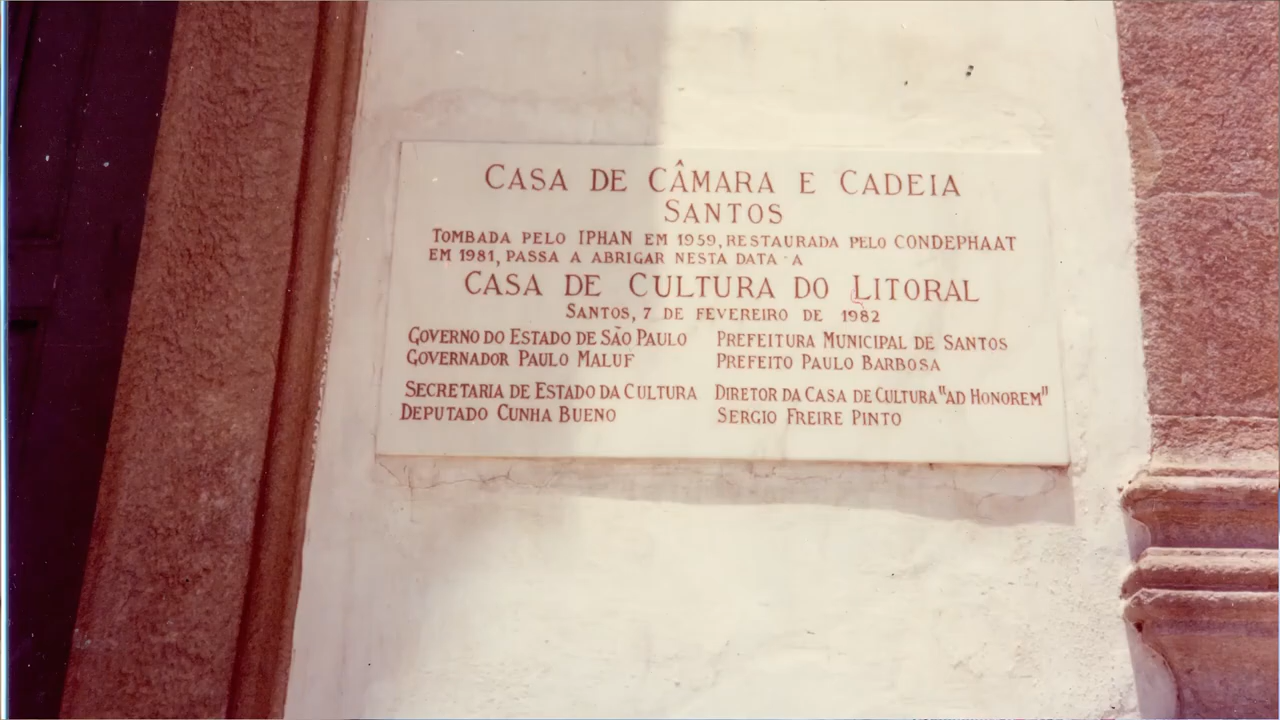 CASA DE CÂMARA E CADEIA
SANTOS
TOMBADA PELO IPHAN EM 1959, RESTAURADA PELO CONDEPHAAT
EM 1981, PASSA A ABRIGAR NESTA DATA A
CASA DE CULTURA DO LITORAL
SANTOS, 7 DE FEVEREIRO DE 1982
GOVERNO DO ESTADO DE SÃO PAULO
GOVERNADOR PAULO MALUF
SECRETARIA DE ESTADO DA CULTURA
DEPUTADO CUNHA BUENO
PREFEITURA MUNICIPAL DE SANTOS
PREFEITO PAULO BARBOSA
DIRETOR DA CASA DE CULTURA "AD HONOREM"
SERGIO FREIRE PINTO